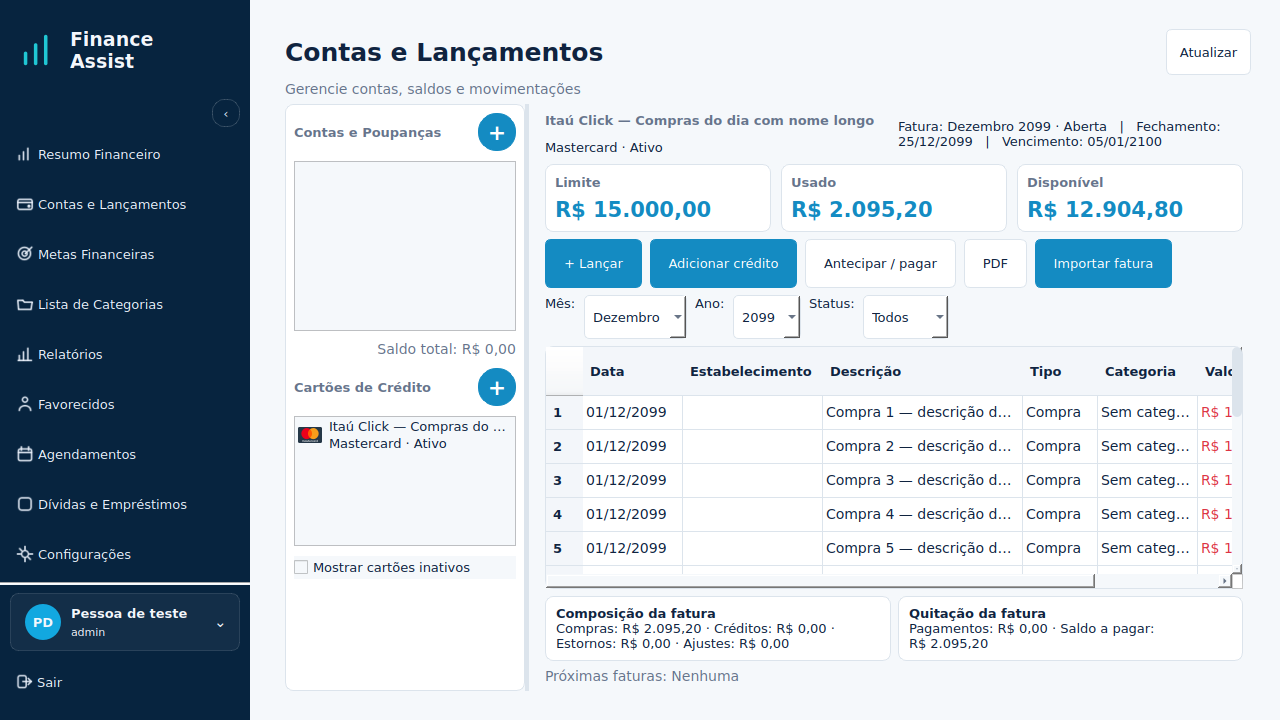 Finance
Assist
‹
Resumo Financeiro
Contas e Lançamentos
Metas Financeiras
Lista de Categorias
Relatórios
Favorecidos
Agendamentos
Dívidas e Empréstimos
Configurações
PD
Pessoa de teste
admin
Sair
Contas e Lançamentos
Gerencie contas, saldos e movimentações
Atualizar
Contas e Poupanças
+
Saldo total: R$ 0,00
Cartões de Crédito
+
Itaú Click — Compras do ...
Mastercard · Ativo
Mostrar cartões inativos
Itaú Click — Compras do dia com nome longo
Mastercard · Ativo
Fatura: Dezembro 2099 · Aberta | Fechamento:
25/12/2099 | Vencimento: 05/01/2100
Limite
R$ 15.000,00
Usado
R$ 2.095,20
Disponível
R$ 12.904,80
+ Lançar
Adicionar crédito
Antecipar / pagar
PDF
Importar fatura
Mês: Dezembro Ano: 2099 Status: Todos
Data Estabelecimento Descrição Tipo Categoria Valo
1 01/12/2099 Compra 1 — descrição d... Compra Sem categ... R$ 1
2 01/12/2099 Compra 2 — descrição d... Compra Sem categ... R$ 1
3 01/12/2099 Compra 3 — descrição d... Compra Sem categ... R$ 1
4 01/12/2099 Compra 4 — descrição d... Compra Sem categ... R$ 1
5 01/12/2099 Compra 5 — descrição d... Compra Sem categ... R$ 1
Composição da fatura
Compras: R$ 2.095,20 · Créditos: R$ 0,00 ·
Estornos: R$ 0,00 · Ajustes: R$ 0,00
Quitação da fatura
Pagamentos: R$ 0,00 · Saldo a pagar:
R$ 2.095,20
Próximas faturas: Nenhuma